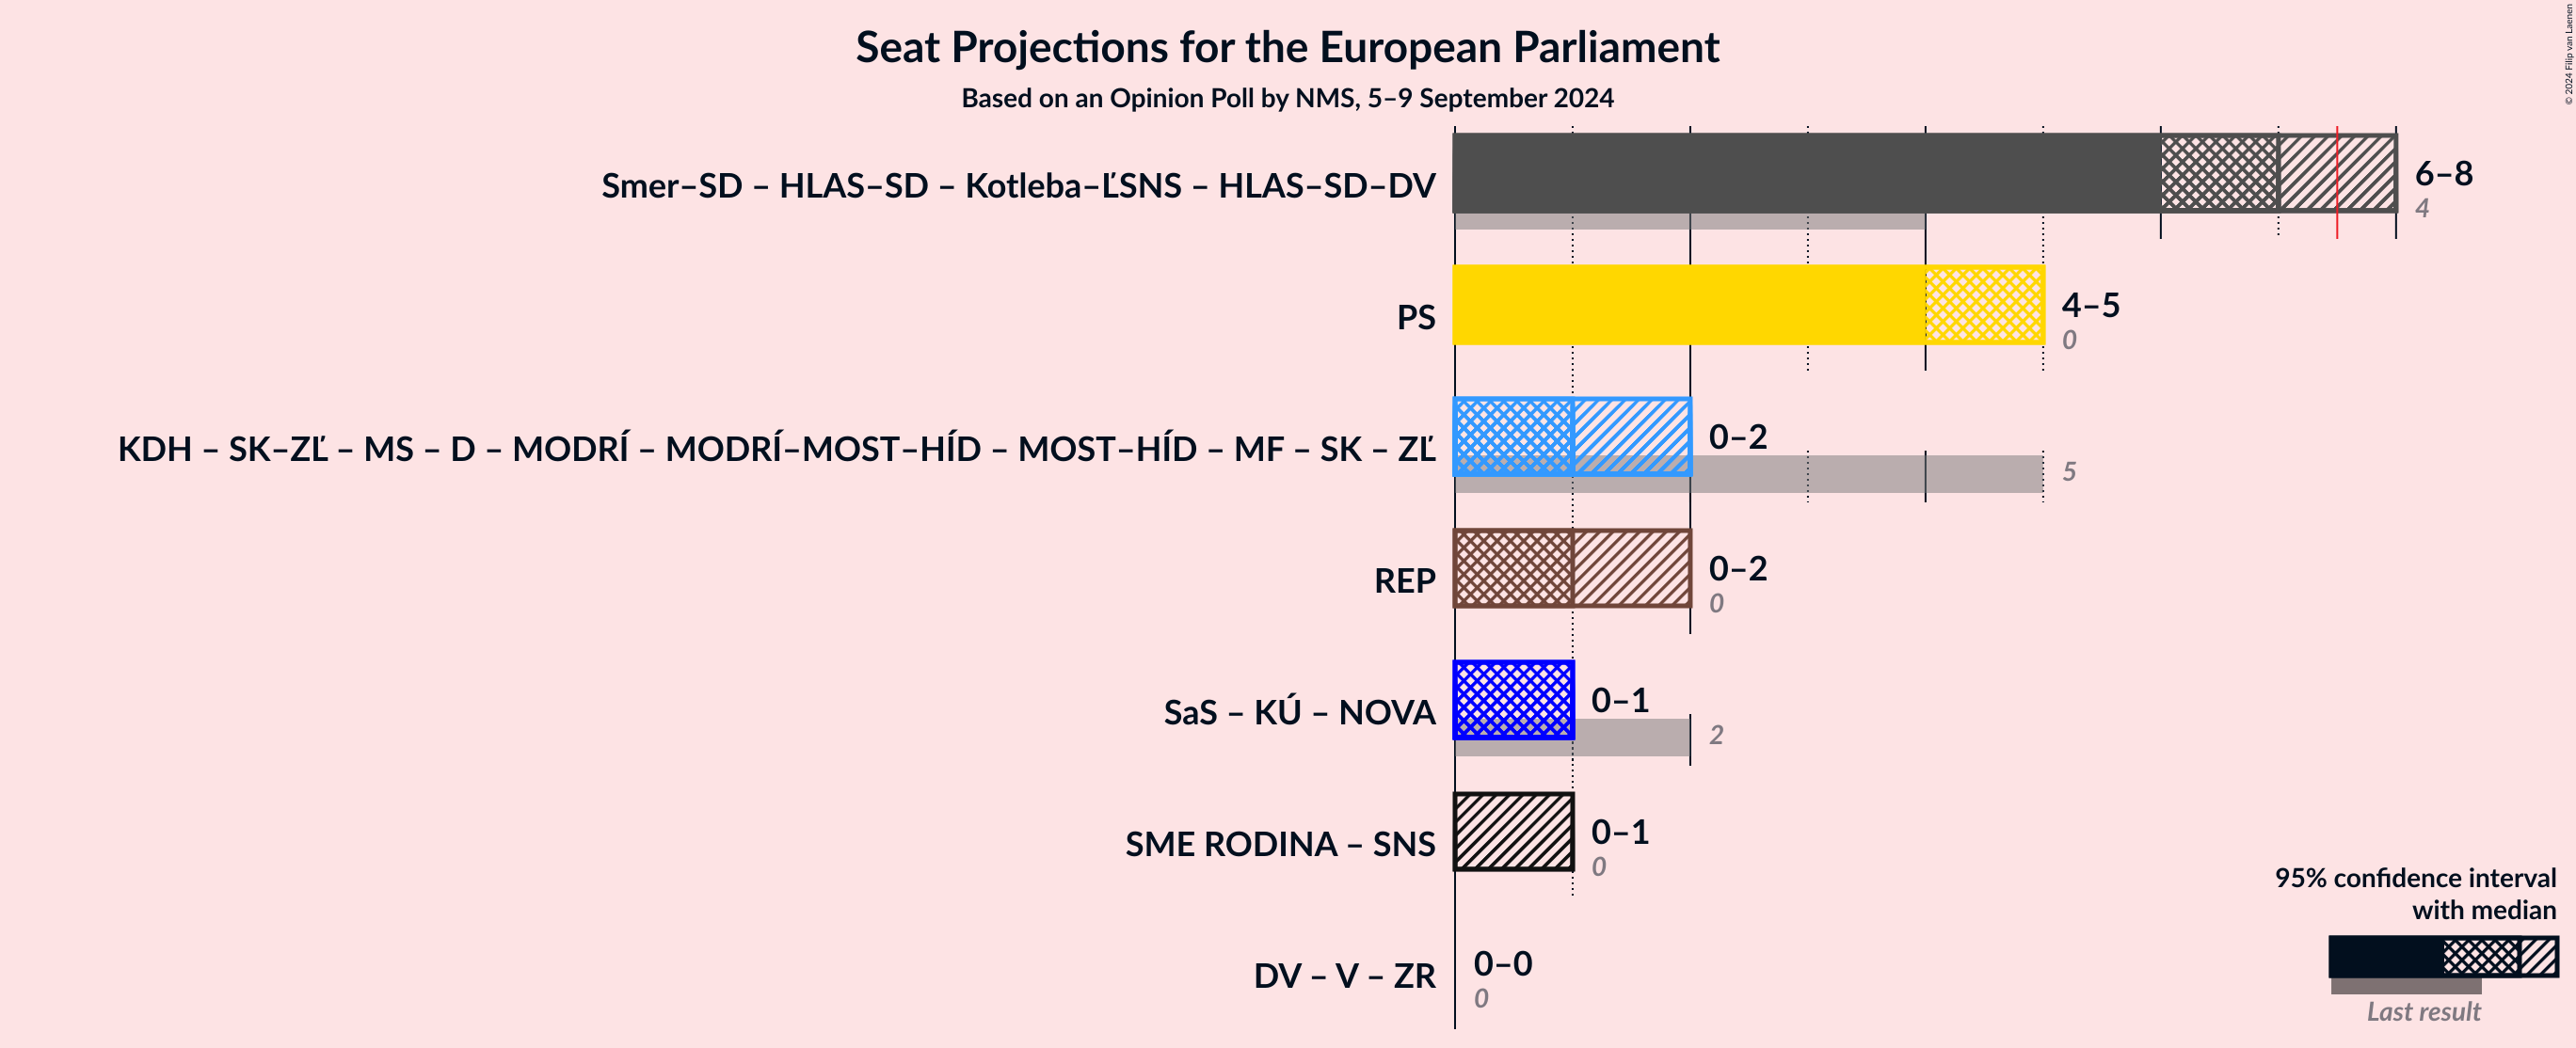 Seat Projections for the European Parliament
Based on an Opinion Poll by NMS, 5–9 September 2024
© 2024 Filip van Laenen
Smer–SD – HLAS–SD – Kotleba–ĽSNS – HLAS–SD–DV
6–8
4
PS
4–5
0
KDH – SK–ZĽ – MS – D – MODRÍ – MODRÍ–MOST–HÍD – MOST–HÍD – MF – SK – ZĽ
0–2
5
REP
0–2
0
SaS – KÚ – NOVA
0–1
2
SME RODINA – SNS
0–1
0
DV – V – ZR
0–0
0
95% confidence interval
with median
Last result